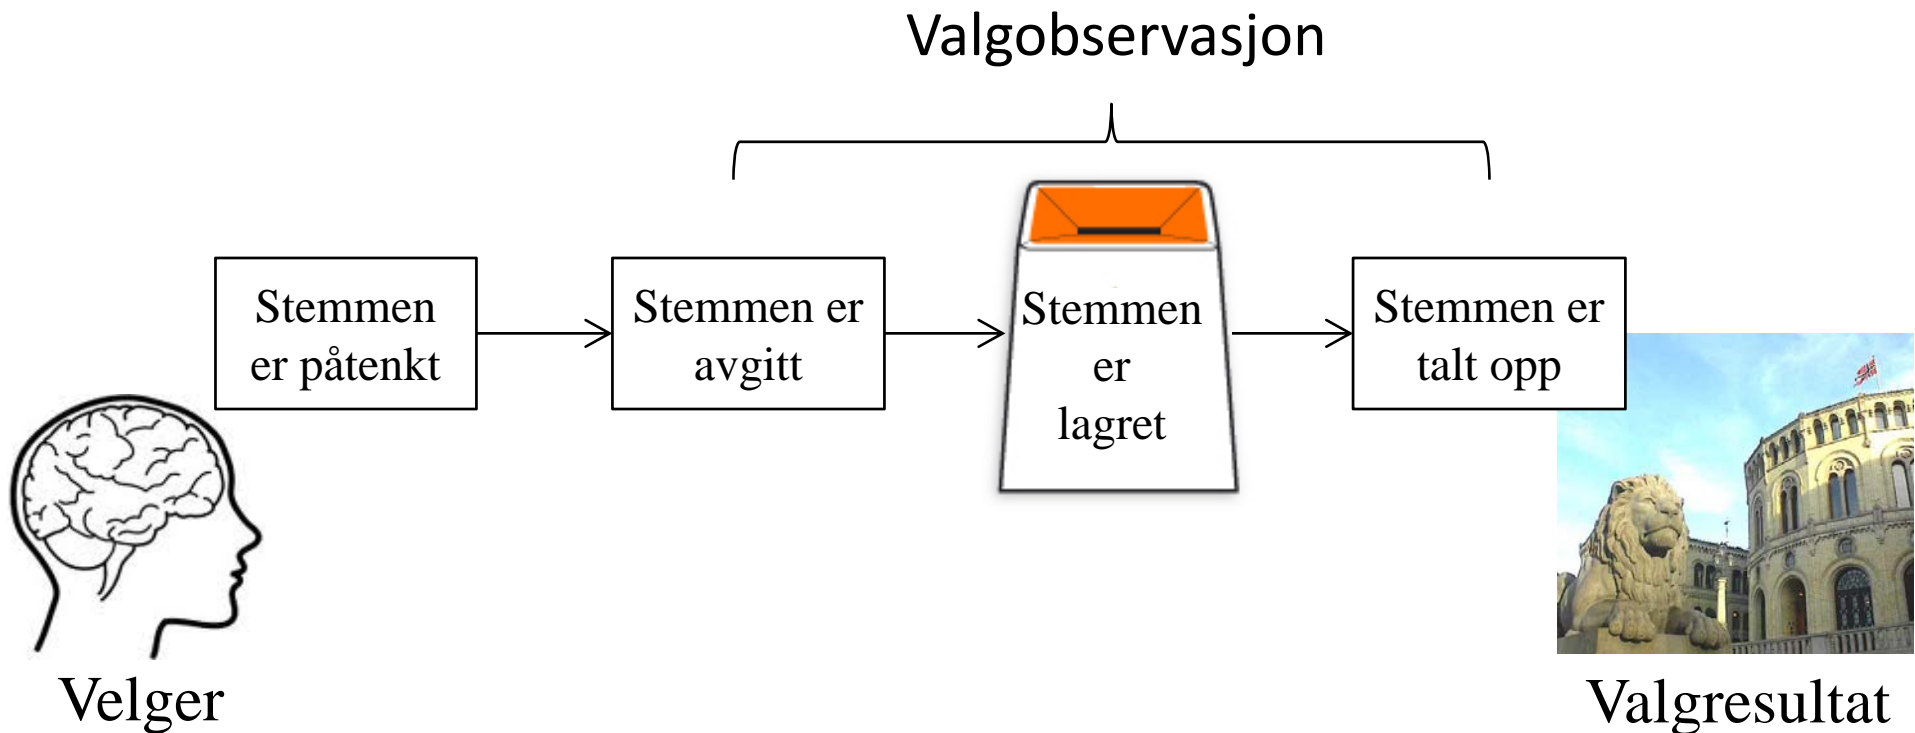 Valgobservasjon
Stemmen
er påtenkt
Stemmen er
avgitt
Stemmen
er
lagret
Stemmen er
talt opp
Velger
Valgresultat